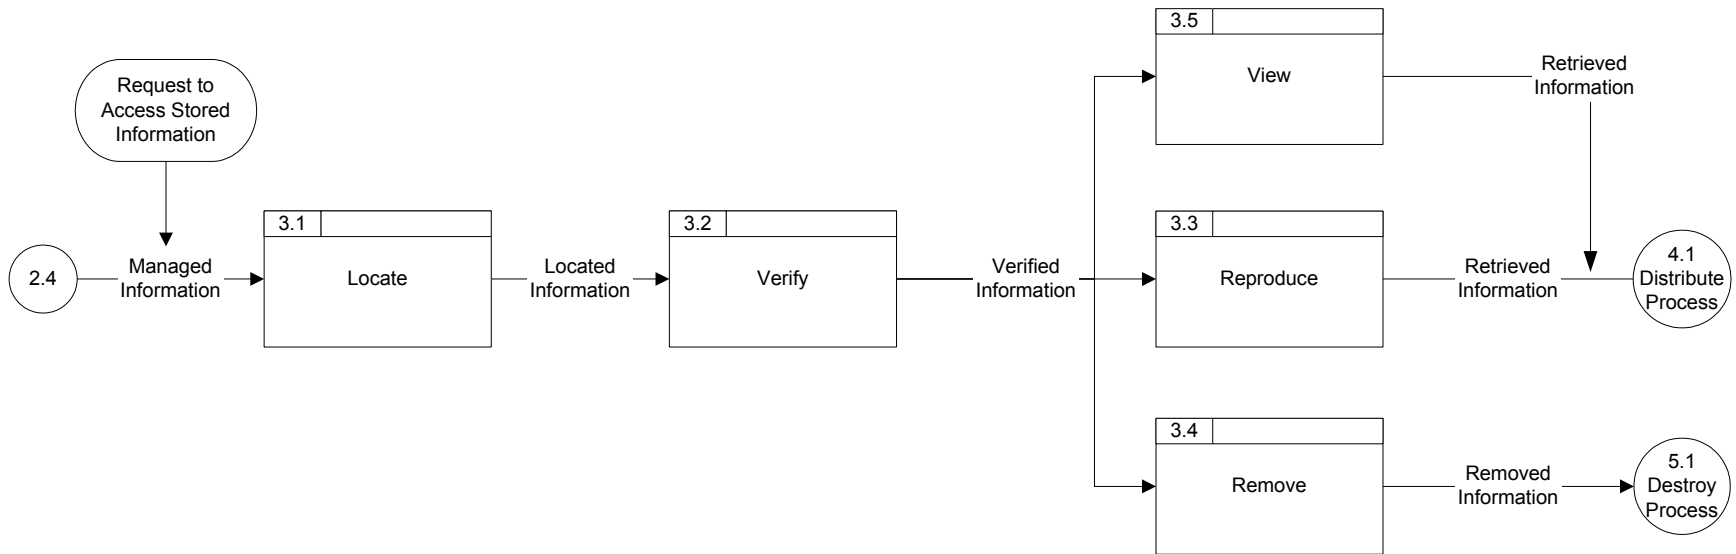 Request to
Access Stored
Information
2.4
Managed
Information
3.1
Locate
Located
Information
3.2
Verify
Verified
Information
3.5
View
Retrieved
Information
3.3
Reproduce
Retrieved
Information
4.1
Distribute
Process
3.4
Remove
Removed
Information
5.1
Destroy
Process